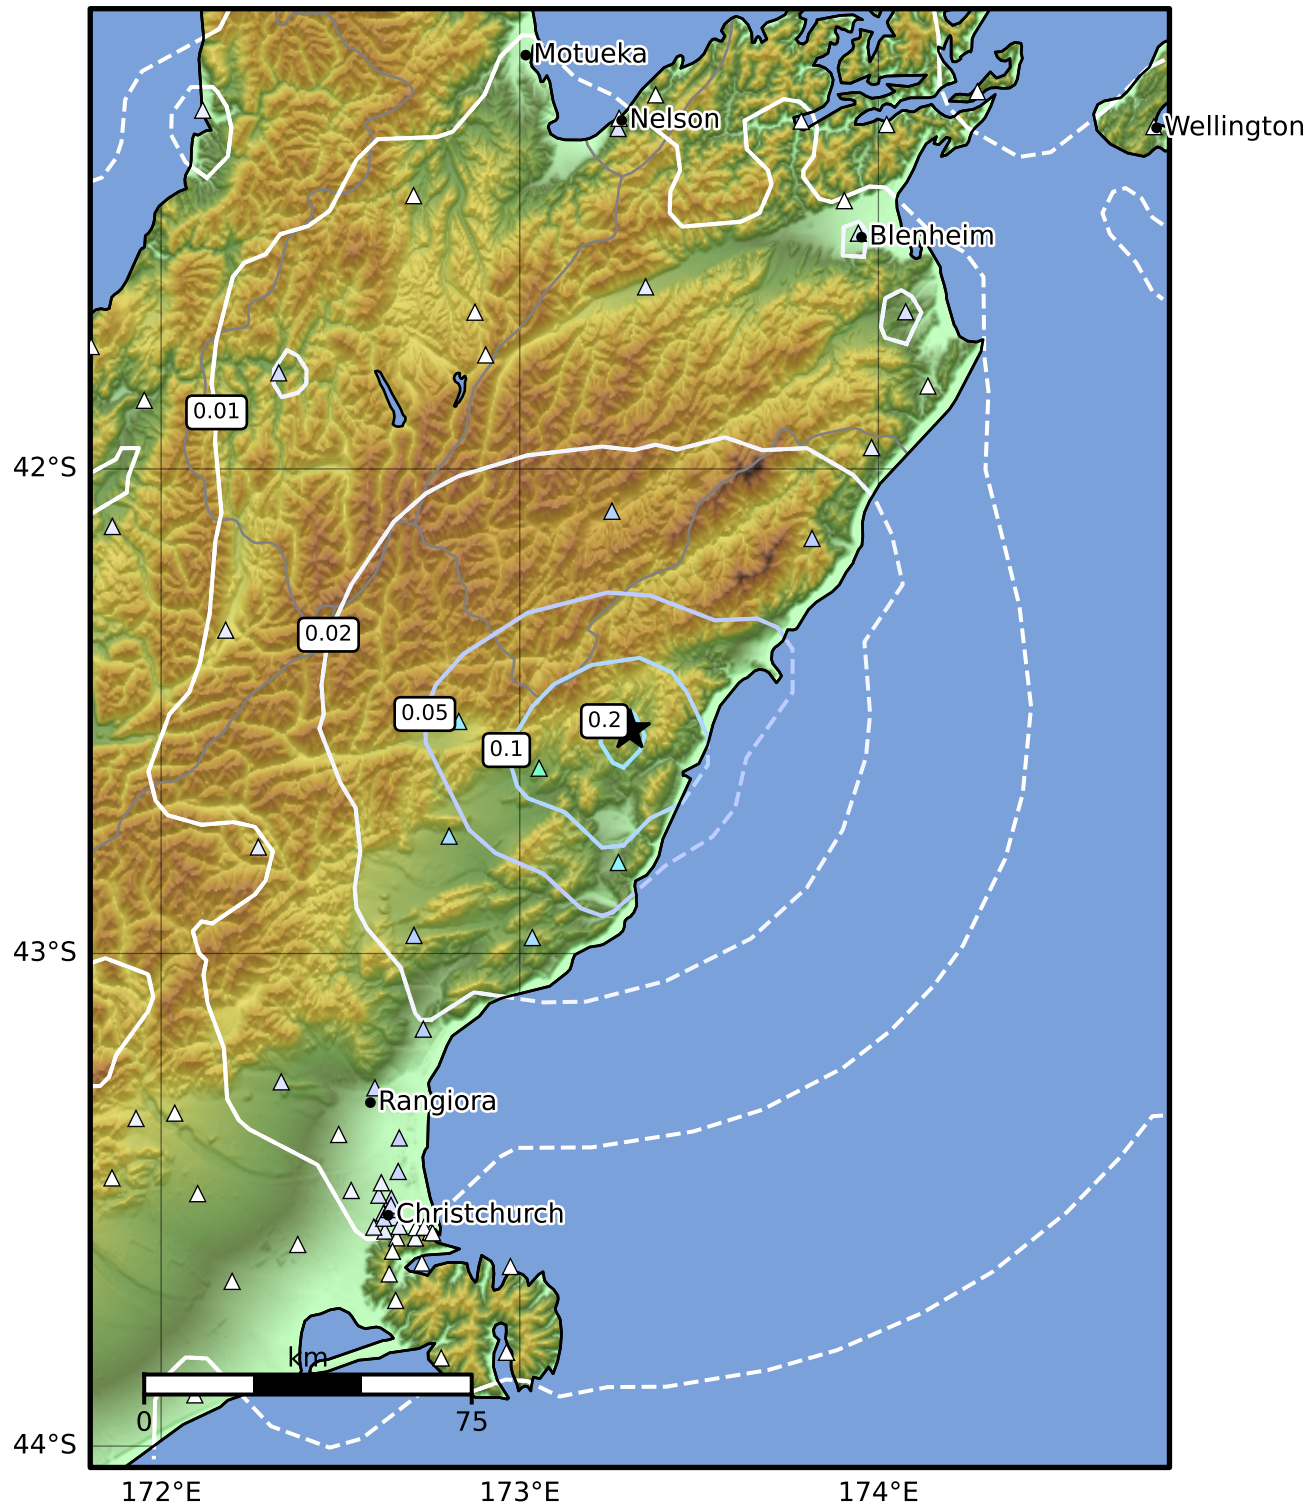 Motueka
Nelson
Wellington
Blenheim
0.01
42°S
0.02
0.05
0.2
0.1
43°S
Rangiora
Christchurch
km
0
75
44°S
172°E
173°E
174°E